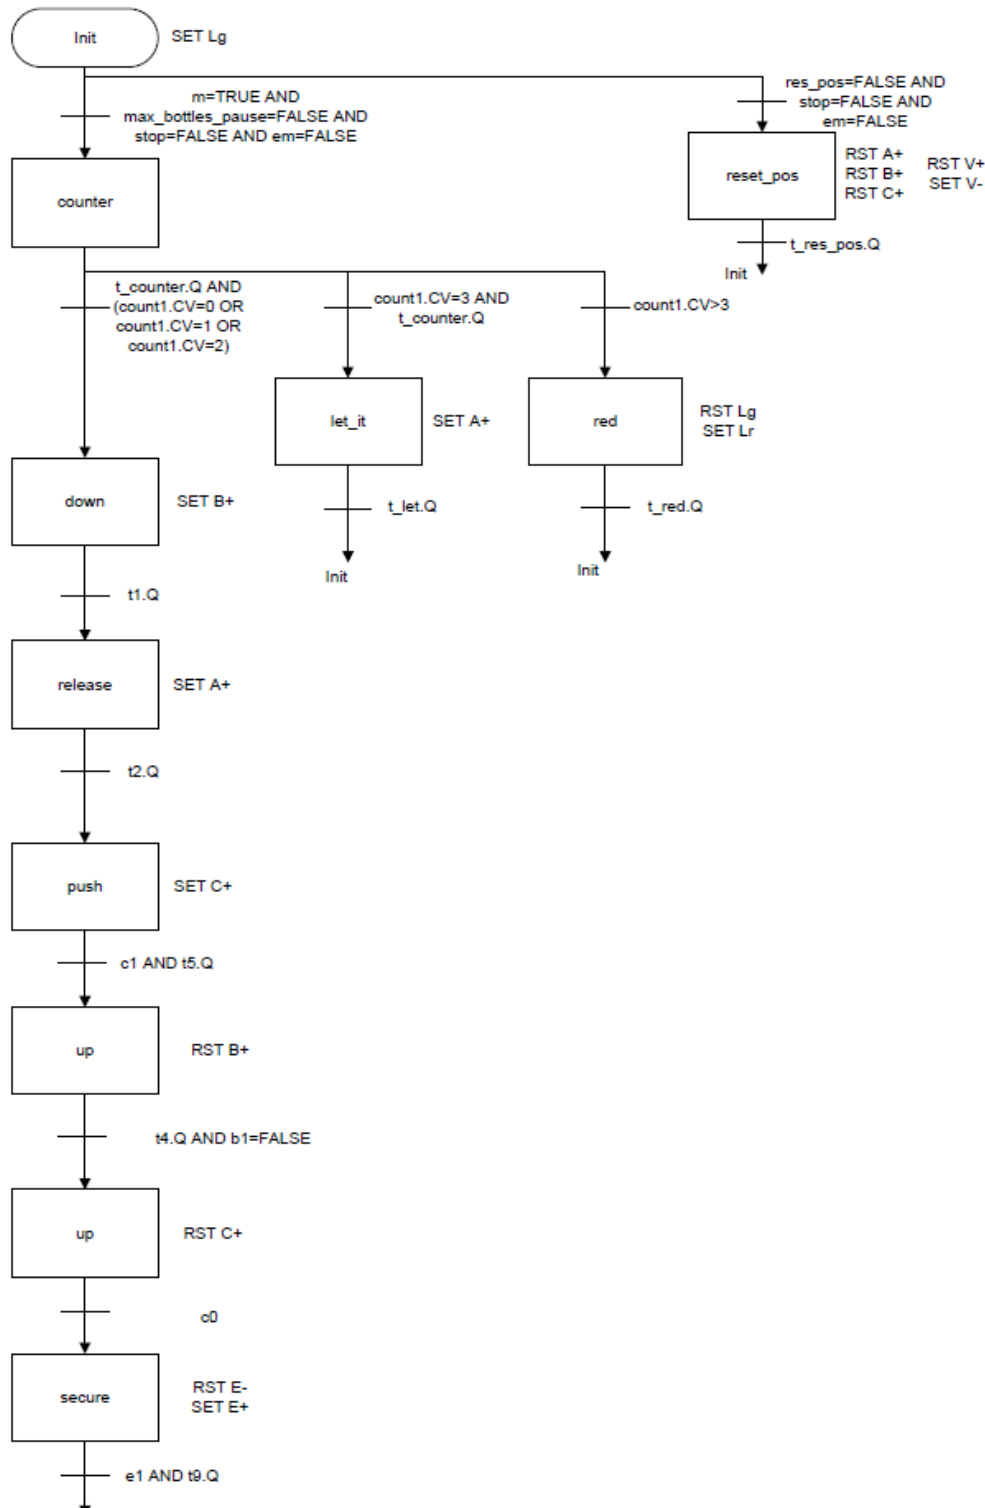 Init
SET Lg
m=TRUE AND
max_bottles_pause=FALSE AND
stop=FALSE AND em=FALSE
res_pos=FALSE AND
stop=FALSE AND
em=FALSE
counter
reset_pos
RST A+
RST B+
RST C+
RST V+
SET V-
t_res_pos.Q
Init
t_counter.Q AND
(count1.CV=0 OR
count1.CV=1 OR
count1.CV=2)
count1.CV=3 AND
t_counter.Q
count1.CV>3
let_it
SET A+
red
RST Lg
SET Lr
down
SET B+
t_let.Q
t_red.Q
Init
Init
t1.Q
release
SET A+
t2.Q
push
SET C+
c1 AND t5.Q
up
RST B+
t4.Q AND b1=FALSE
up
RST C+
c0
secure
RST E-
SET E+
e1 AND t9.Q